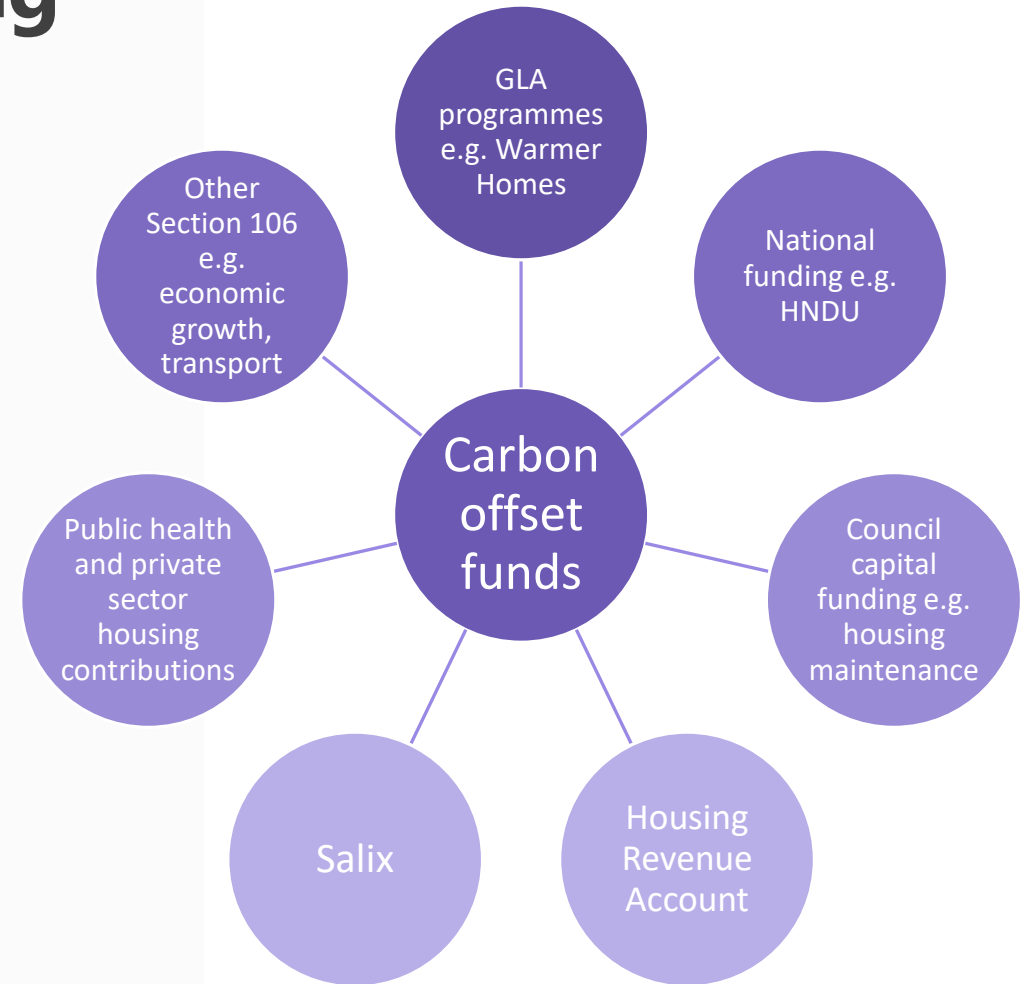 GLA
programmes
e.g. Warmer
Homes
National
funding e.g.
HNDU
Council
capital
funding e.g.
housing
maintenance
Housing
Revenue
Account
Salix
Public health
and private
sector
housing
contributions
Other
Section 106
e.g.
economic
growth,
transport
Carbon
offset
funds